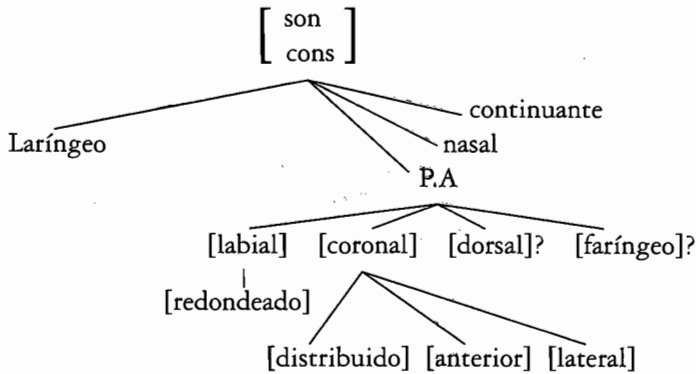 son
cons
continuante
Laríngeo
nasal
P.A
[labial] [coronal] [dorsal]? [faríngeo]?
[redondeado]
[distribuido] [anterior] [lateral]